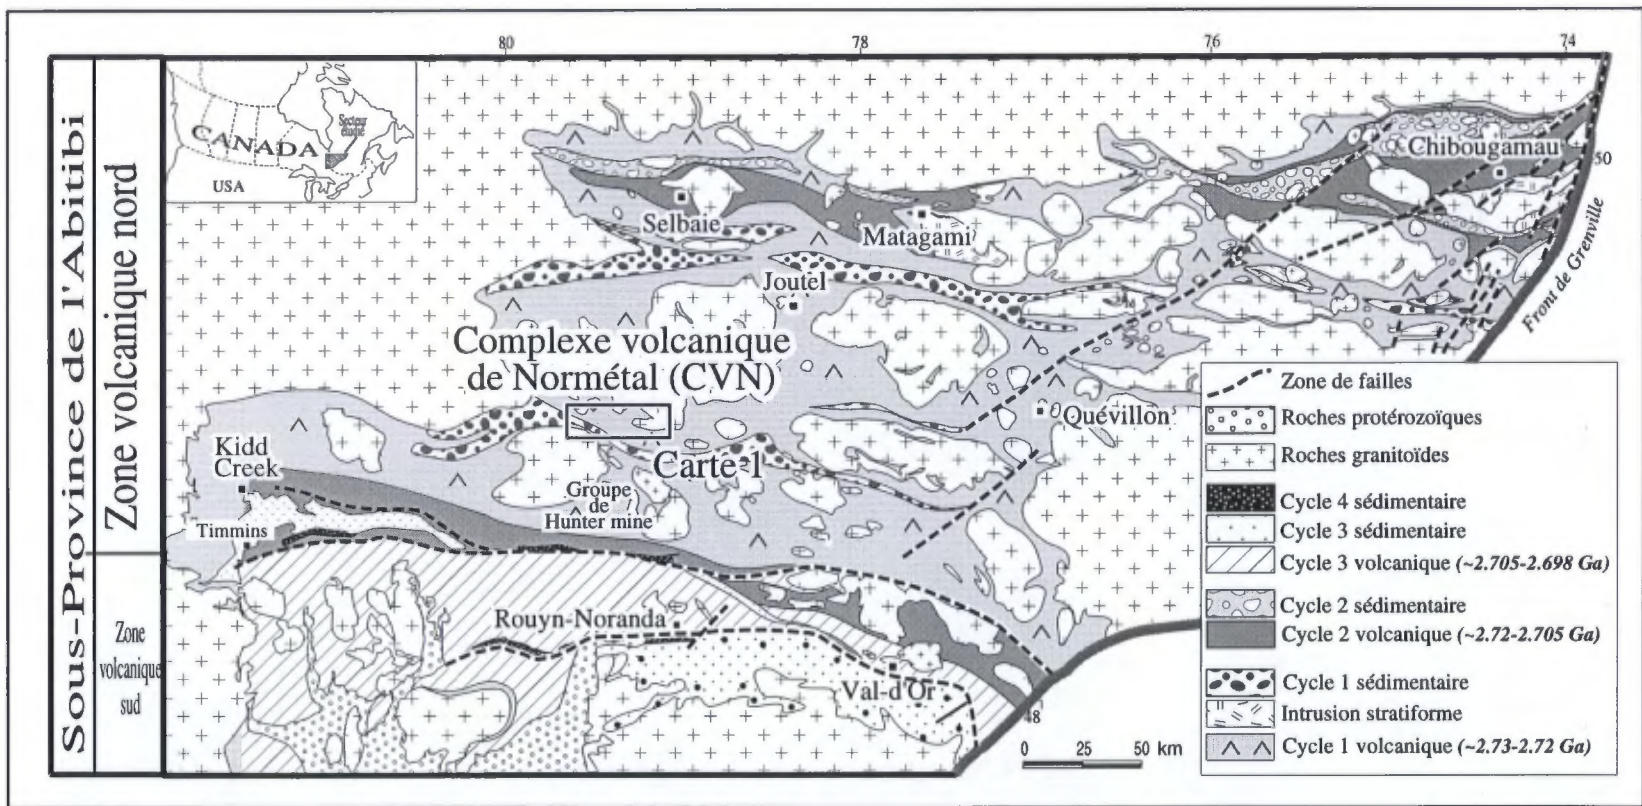 80
78
76
74
Sous-Province de l'Abitibi
Zone volcanique nord
Zone
volcanique
sud
CANADA
USA
Secteur
étudié
Chibougamau
50
Selbaie
Matagami
Joutel
Front de Grenville
Complexe volcanique
de Normétal (CVN)
Quévillon
Carte-1
Kidd
Creek
Groupe
de
Hunter mine
Timmins
Rouyn-Noranda
Val-d'Or
48
0 25 50 km
Zone de failles
Roches protérozoïques
Roches granitoïdes
Cycle 4 sédimentaire
Cycle 3 sédimentaire
Cycle 3 volcanique (~2.705-2.698 Ga)
Cycle 2 sédimentaire
Cycle 2 volcanique (~2.72-2.705 Ga)
Cycle 1 sédimentaire
Intrusion stratiforme
Cycle 1 volcanique (~2.73-2.72 Ga)